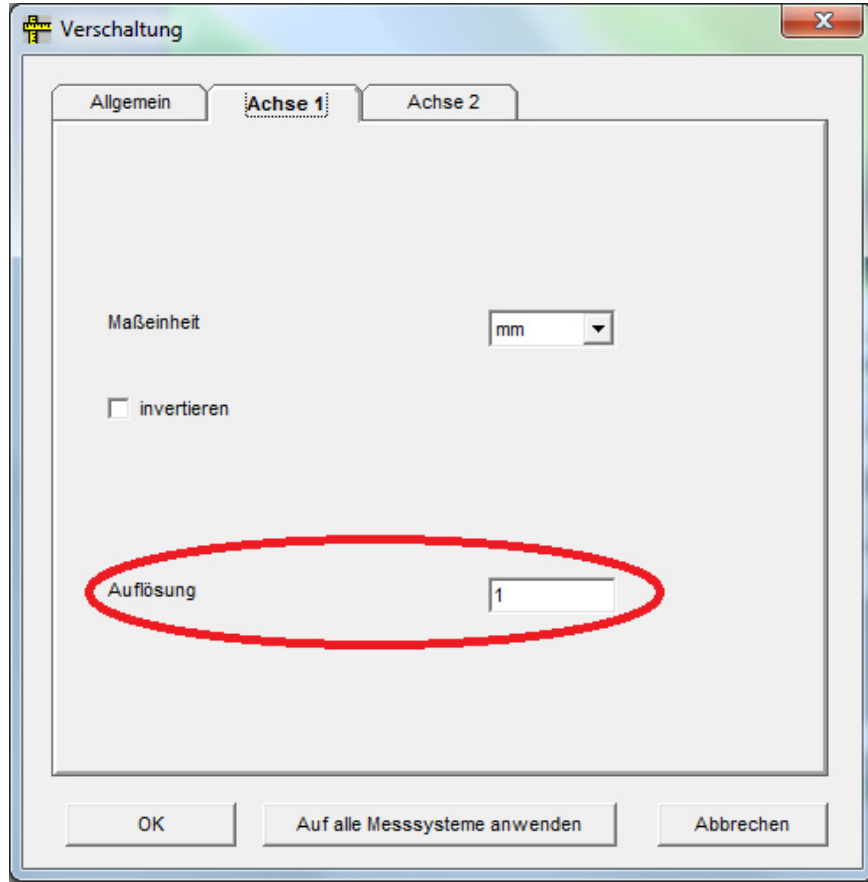 Verschaltung
Allgemein Achse 1 Achse 2
Maßeinheit mm
invertieren
Auflösung 1
OK Auf alle Messsysteme anwenden Abbrechen